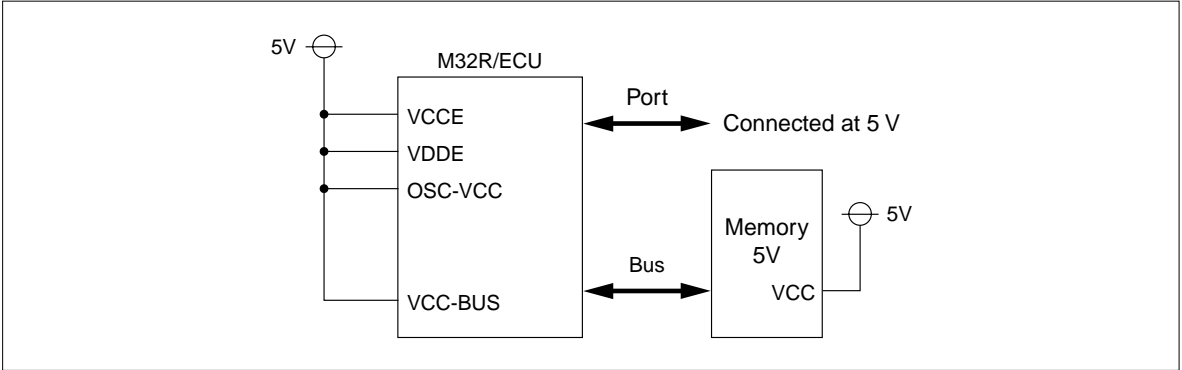 5V
M32R/ECU
VCCE
VDDE
OSC-VCC
VCC-BUS
Port
Connected at 5 V
Bus
Memory
5V
VCC
5V